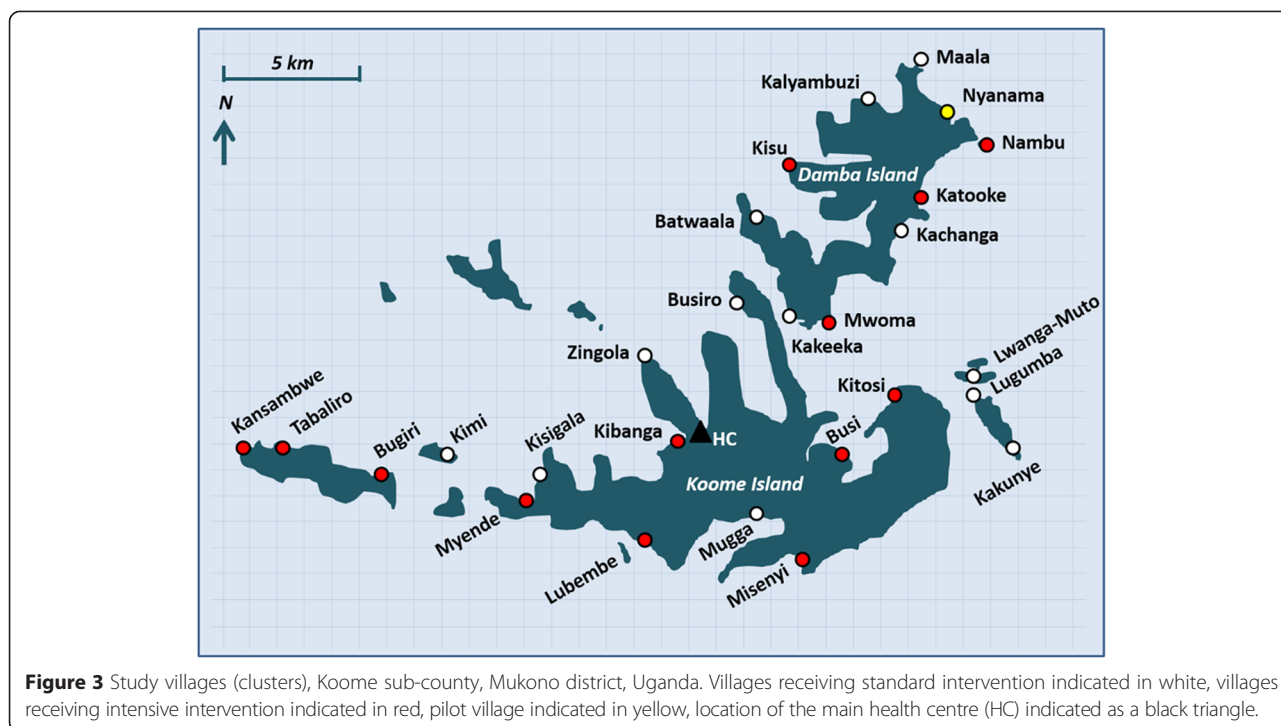 5 km
N
Maala
Kalyambuzi
Nyanama
Nambu
Kisu
Damba Island
Katooke
Batwaala
Kachanga
Busiro
Mwoma
Kakeeka
Lwanga-Muto
Lugumba
Zingola
Kitosi
Kansambwe
Tabaliro
Bugiri
Kimi
Kisigala
Kibanga
HC
Busi
Kakunye
Koome Island
Myende
Mugga
Lubembe
Misenyi
Figure 3 Study villages (clusters), Koome sub-county, Mukono district, Uganda. Villages receiving standard intervention indicated in white, villages
receiving intensive intervention indicated in red, pilot village indicated in yellow, location of the main health centre (HC) indicated as a black triangle.